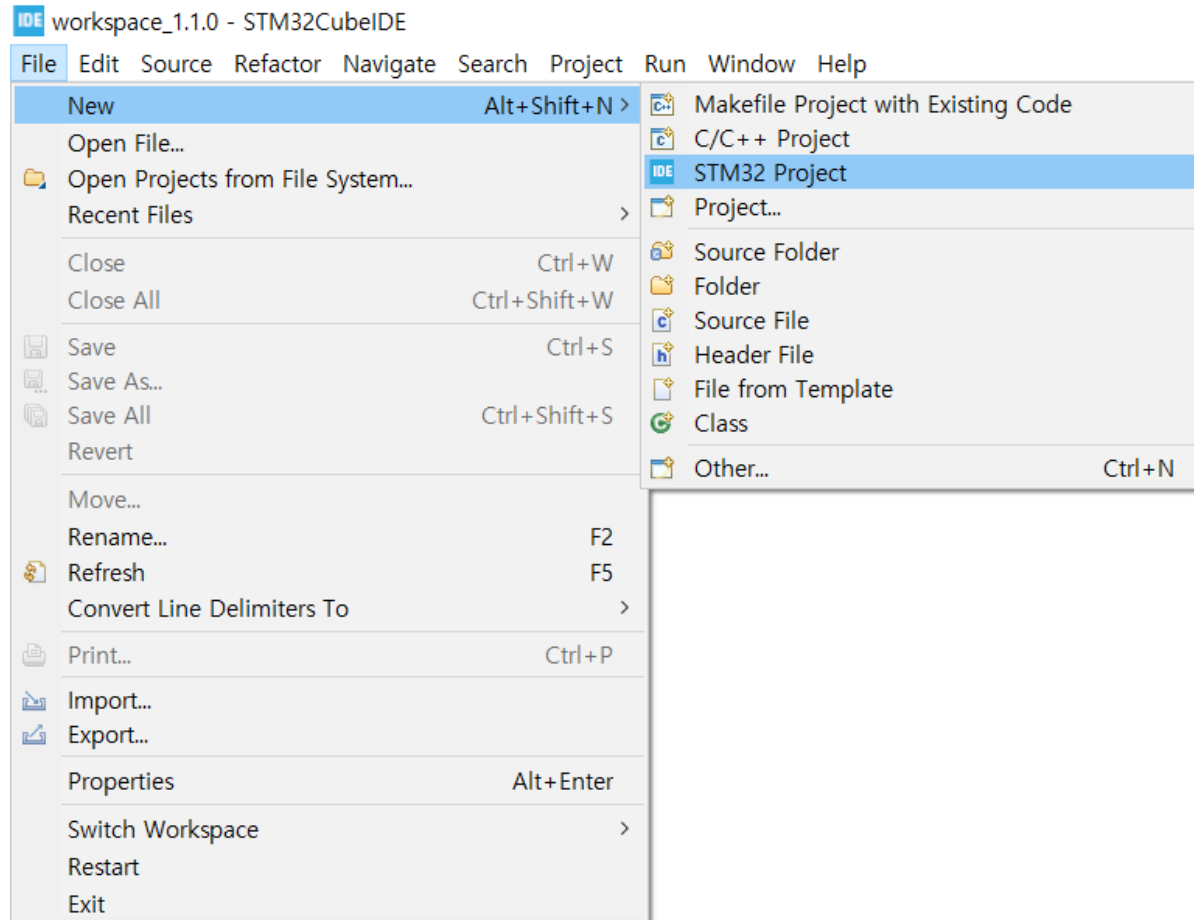 IDE workspace_1.1.0 - STM32CubeIDE
File Edit Source Refactor Navigate Search Project Run Window Help
New Alt+Shift+N >
Open File...
Open Projects from File System...
Recent Files >
Close Ctrl+W
Close All Ctrl+Shift+W
Save Ctrl+S
Save As...
Save All Ctrl+Shift+S
Revert
Move...
Rename... F2
Refresh F5
Convert Line Delimiters To >
Print... Ctrl+P
Import...
Export...
Properties Alt+Enter
Switch Workspace >
Restart
Exit
Makefile Project with Existing Code
C/C++ Project
IDE STM32 Project
Project...
Source Folder
Folder
Source File
Header File
File from Template
Class
Other... Ctrl+N